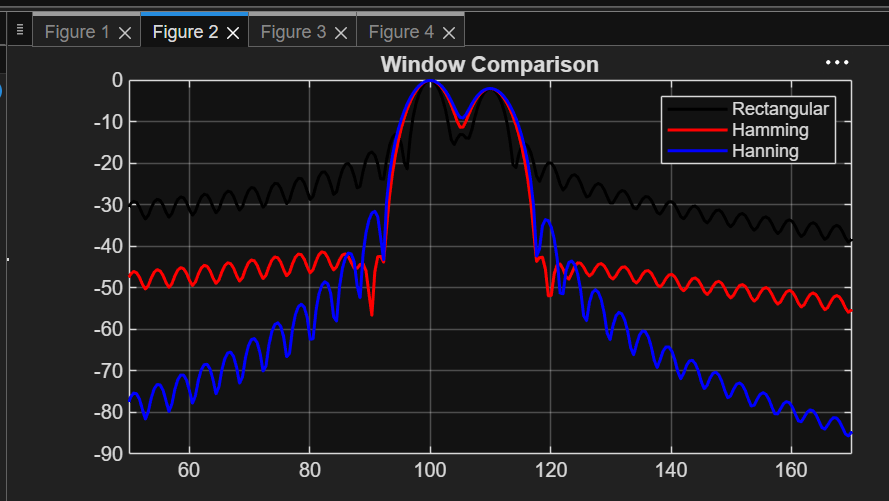 Figure 1 Figure 2 Figure 3 Figure 4
Window Comparison
0
-10
-20
-30
-40
-50
-60
-70
-80
-90
60 80 100 120 140 160
Rectangular
Hamming
Hanning